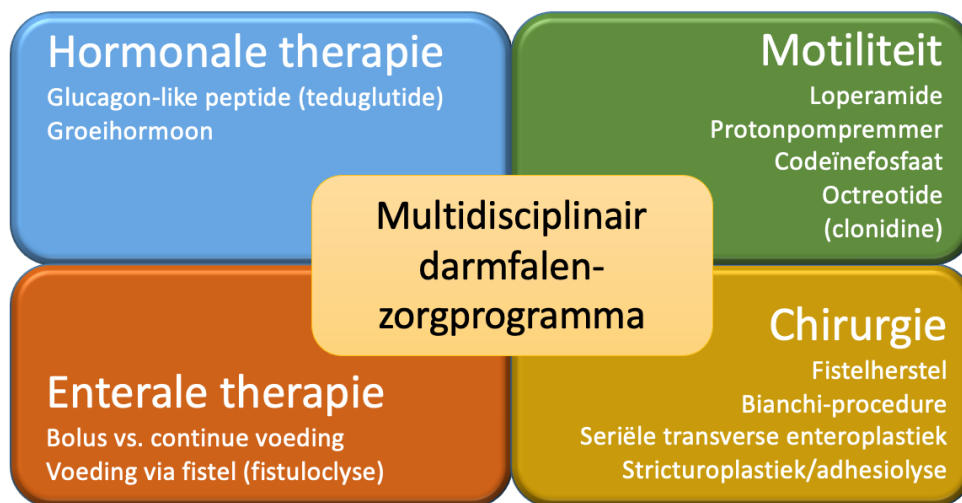 Hormonale therapie
Glucagon-like peptide (teduglutide)
Groeihormoon
Motiliteit
Loperamide
Protonpompremmer
Codeïnefosfaat
Octreotide
(clonidine)
Multidisciplinair
darmfalen-
zorgprogramma
Enterale therapie
Bolus vs. continue voeding
Voeding via fistel (fistuloclyse)
Chirurgie
Fistelherstel
Bianchi-procedure
Seriële transverse enteroplastiek
Stricturoplastiek/adhesiolyse